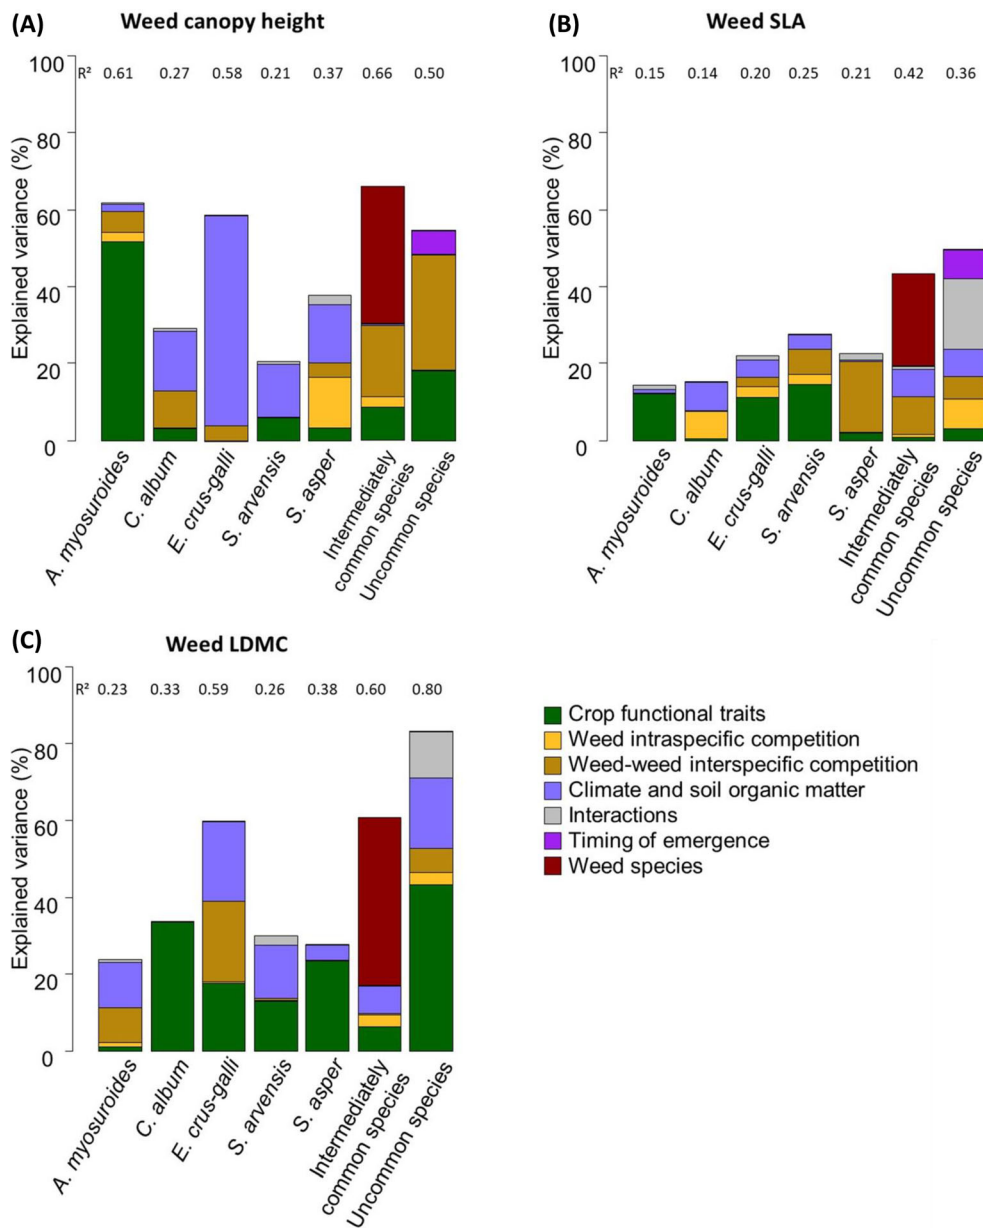 (A) Weed canopy height
100
80
60
40
20
0
Explained variance (%)
R² 0.61 0.27 0.58 0.21 0.37 0.66 0.50
A. myosuroides
C. album
E. crus-galli
S. arvensis
S. asper
Intermediately
common species
Uncommon species
(B) Weed SLA
100
80
60
40
20
0
Explained variance (%)
R² 0.15 0.14 0.20 0.25 0.21 0.42 0.36
A. myosuroides
C. album
E. crus-galli
S. arvensis
S. asper
Intermediately
common species
Uncommon species
(C) Weed LDMC
100
80
60
40
20
0
Explained variance (%)
R² 0.23 0.33 0.59 0.26 0.38 0.60 0.80
A. myosuroides
C. album
E. crus-galli
S. arvensis
S. asper
Intermediately
common species
Uncommon species
Crop functional traits
Weed intraspecific competition
Weed-weed interspecific competition
Climate and soil organic matter
Interactions
Timing of emergence
Weed species